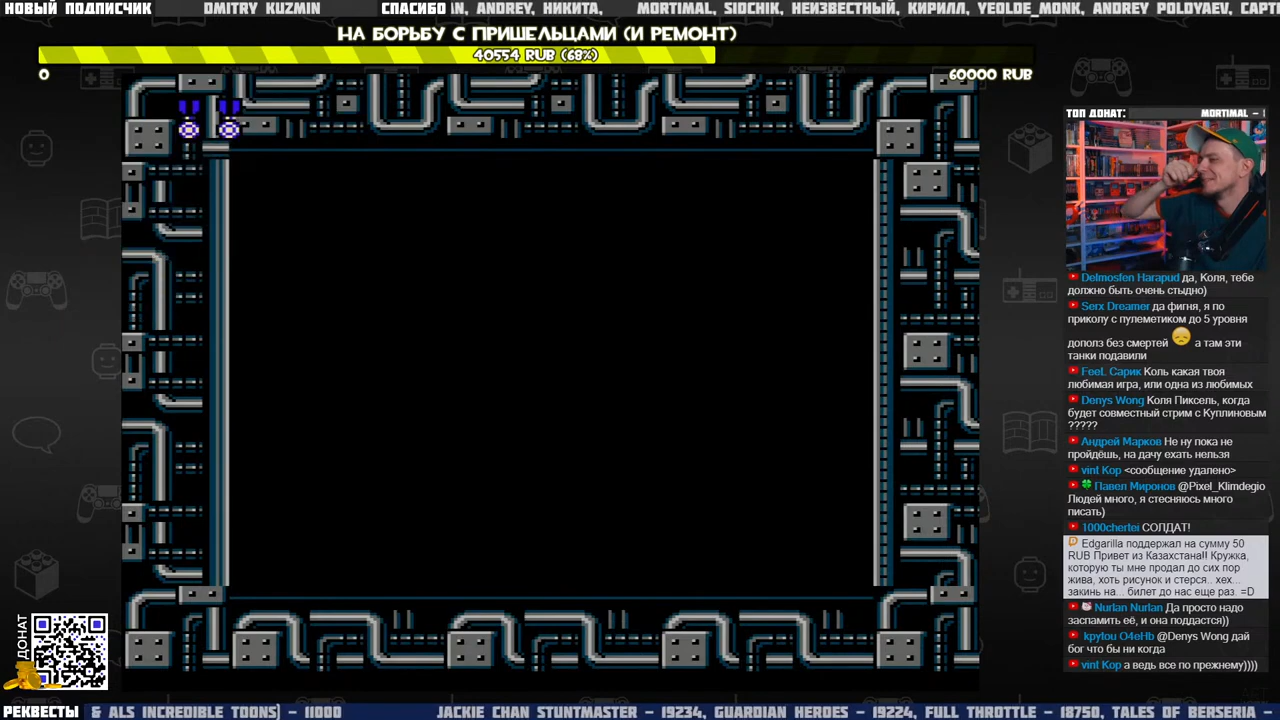 НОВЫЙ ПОДПИСЧИК DMITRY KUZMIN СПАСИБО AN, ANDREY, НИКИТА, MORTIMAL, SIDCHIK, НЕИЗВЕСТНЫЙ, КИРИЛЛ, YEOLDE_MONK, ANDREY POLOYAEV, CAPTI
НА БОРЬБУ С ПРИШЕЛЬЦАМИ (И РЕМОНТ)
40554 RUB (68%)
0 60000 RUB
ТОП ДОНАТ: MORTIMAL -
Delmosfen Harapud да, Коля, тебе
должно быть очень стыдно)
Serx Dreamer да фигня, я по
приколу с пулеметиком до 5 уровня
дополз без смертей а там эти
танки подавили
FeeL Сарик Коль какая твоя
любимая игра, или одна из любимых
Denys Wong Коля Пиксель, когда
будет совместный стрим с Куплиновым
?????
Андрей Марков Не ну пока не
пройдёшь, на дачу ехать нельзя
vint Kop <сообщение удалено>
Павел Миронов @Pixel_Klimdegio
Людей много, я стесняюсь много
писать)
1000chertei СОЛДАТ!
Edgarilla поддержал на сумму 50
RUB Привет из Казахстана!! Кружка,
которую ты мне продал до сих пор
жива, хоть рисунок и стерся.. хех...
закинь на... билет до нас еще раз. =D
Nurlan Nurlan Да просто надо
заспамить её, и она поддастся))
kpyfou O4eHb @Denys Wong дай
бог что бы ни когда
vint Kop а ведь все по прежнему))))
ДОНАТ
РЕКВЕСТЫ & ALS INCREDIBLE TOONS) - 11000 JACKIE CHAN STUNTMASTER - 19234, GUARDIAN HEROES - 19224, FULL THROTTLE - 18750, TALES OF BERSERIA -